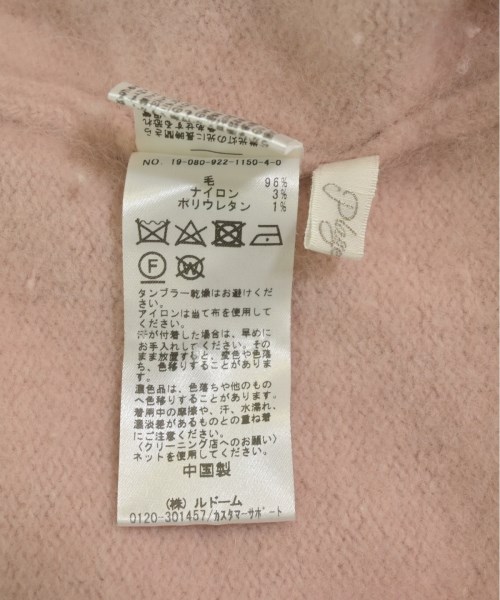 NO. 19-080-922-1150-4-0
毛 96%
ナイロン 3%
ポリウレタン 1%
F W
タンブラー乾燥はお避けくだ
さい。
アイロンは当て布を使用して
ください。
汗が付着した場合は、早めに
お手入れしてください。その
まま放置すると、変色や色落
ち、色移りすることがありま
す。
濃色品は、色落ちや他のもの
へ色移りすることがあります。
着用中の摩擦や、汗、水濡れ、
濃淡差があるものとの重ね着
にご注意ください。
〈クリーニング店へのお願い〉
ネットを使用してください。
中国製
(株) ルドーム
0120-301457/カスタマーサポート